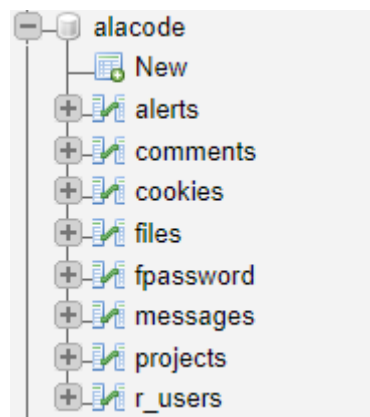 alacode
New
alerts
comments
cookies
files
fpassword
messages
projects
r_users